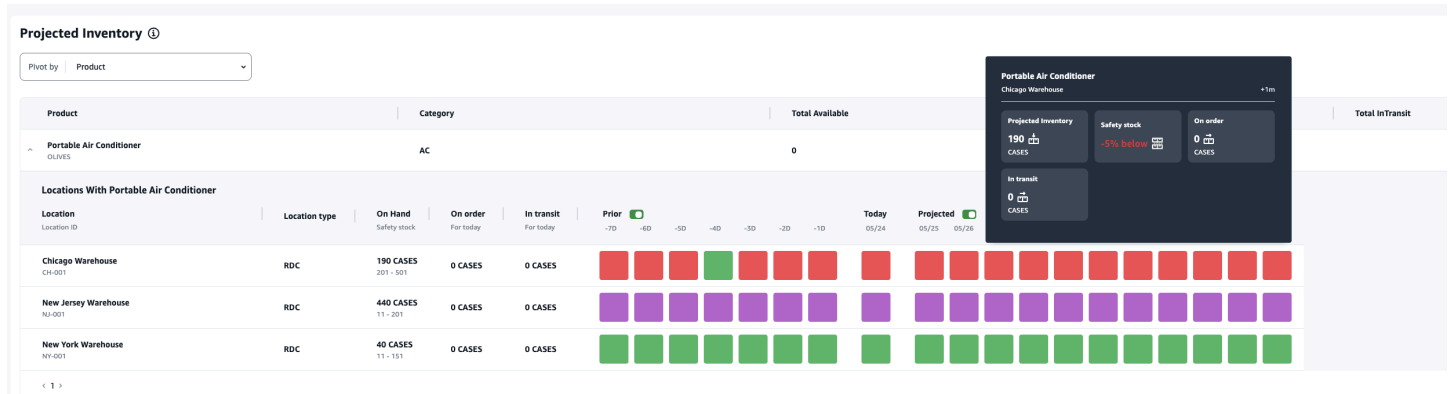 Projected Inventory
Pivot by Product
Product Category Total Available Total InTransit
Portable Air Conditioner
OLIVES
AC 0
Portable Air Conditioner
Chicago Warehouse +1m
Projected Inventory
190
CASES
Safety stock
-5% below
On order
0
CASES
In transit
0
CASES
Locations With Portable Air Conditioner
Location Location type On Hand On order In transit Prior Today Projected
Location ID Safety stock For today For today -7D -6D -5D -4D -3D -2D -1D 05/24 05/25 05/26
Chicago Warehouse RDC 190 CASES 0 CASES 0 CASES
CH-001 201 - 501
New Jersey Warehouse RDC 440 CASES 0 CASES 0 CASES
NJ-001 11 - 201
New York Warehouse RDC 40 CASES 0 CASES 0 CASES
NY-001 11 - 151
< 1 >